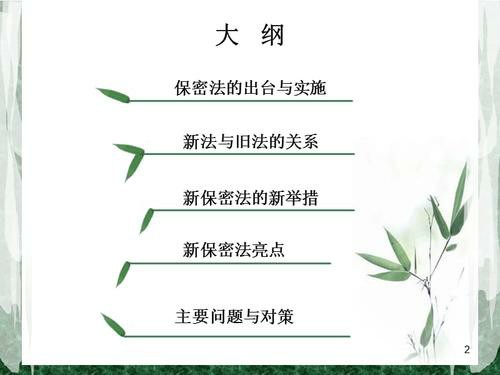 大 纲
保密法的出台与实施
新法与旧法的关系
新保密法的新举措
新保密法亮点
主要问题与对策
2